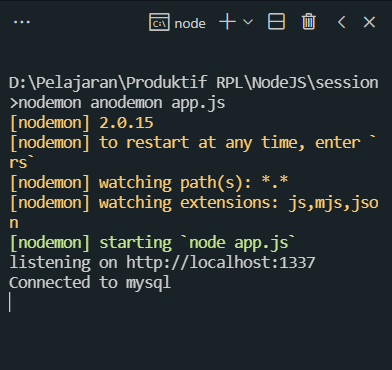 node
D:\Pelajaran\Produktif RPL\NodeJS\session
>nodemon anodemon app.js
[nodemon] 2.0.15
[nodemon] to restart at any time, enter `
rs`
[nodemon] watching path(s): *.*
[nodemon] watching extensions: js,mjs,jso
n
[nodemon] starting `node app.js`
listening on http://localhost:1337
Connected to mysql